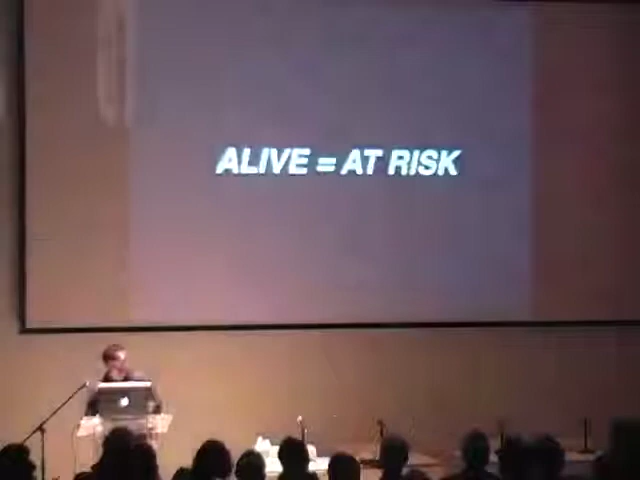 ALIVE = AT RISK